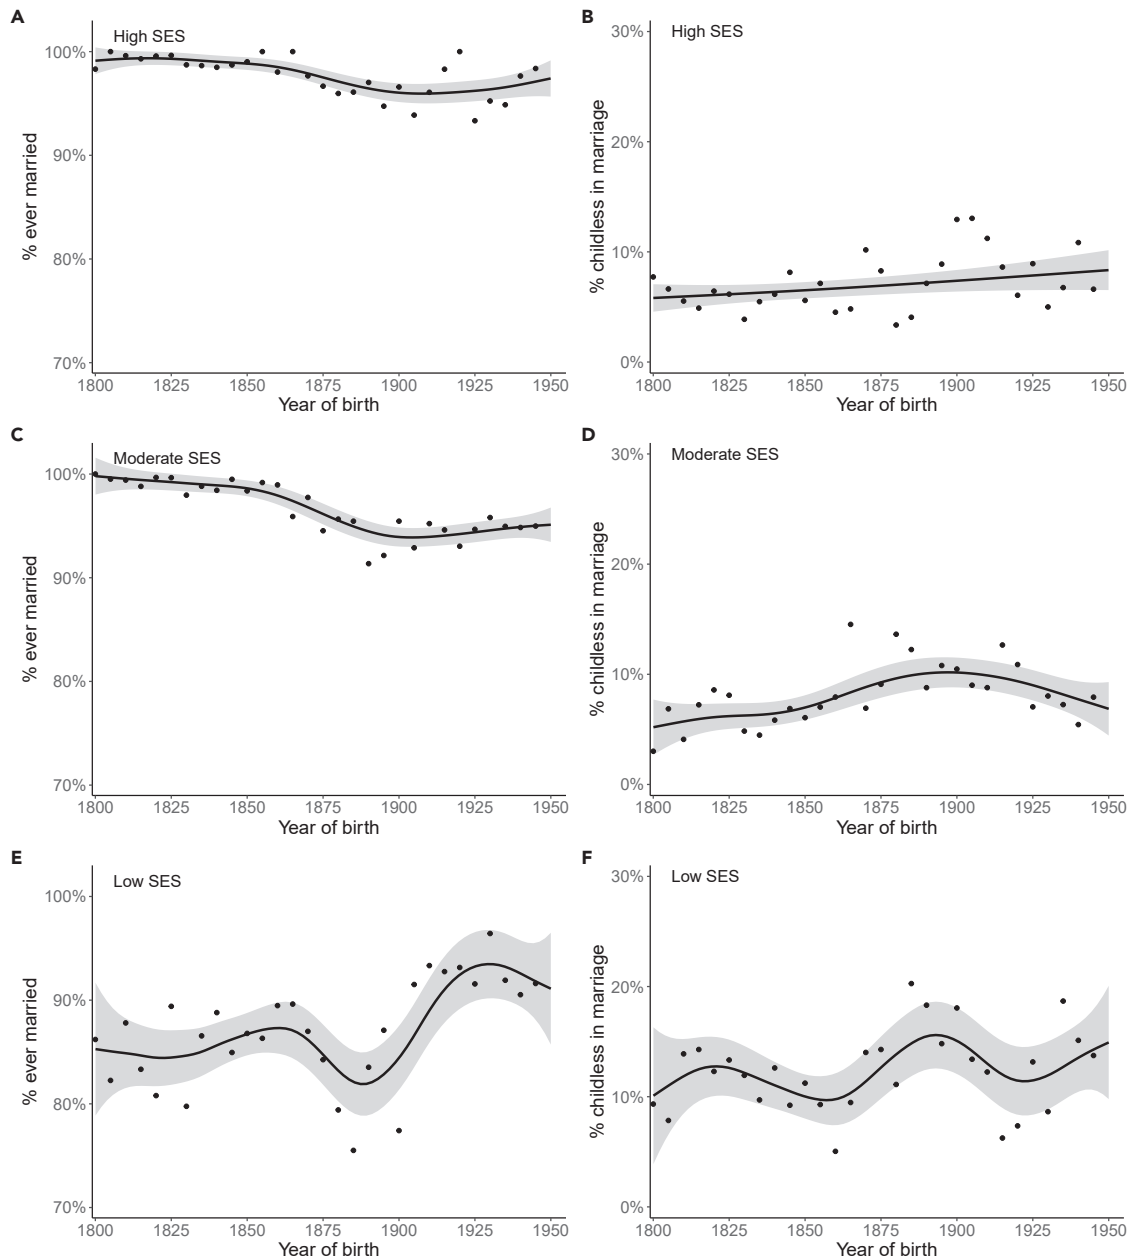 A
High SES
100%
90%
80%
70%
% ever married
1800 1825 1850 1875 1900 1925 1950
Year of birth
B
High SES
30%
20%
10%
0%
% childless in marriage
1800 1825 1850 1875 1900 1925 1950
Year of birth
C
Moderate SES
100%
90%
80%
70%
% ever married
1800 1825 1850 1875 1900 1925 1950
Year of birth
D
Moderate SES
30%
20%
10%
0%
% childless in marriage
1800 1825 1850 1875 1900 1925 1950
Year of birth
E
Low SES
100%
90%
80%
70%
% ever married
1800 1825 1850 1875 1900 1925 1950
Year of birth
F
Low SES
30%
20%
10%
0%
% childless in marriage
1800 1825 1850 1875 1900 1925 1950
Year of birth